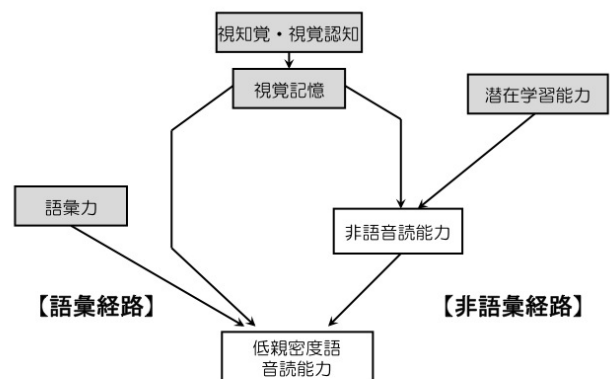 視知覚・視覚認知
視覚記憶
潜在学習能力
語彙力
非語音読能力
【語彙経路】
【非語彙経路】
低親密度語
音読能力